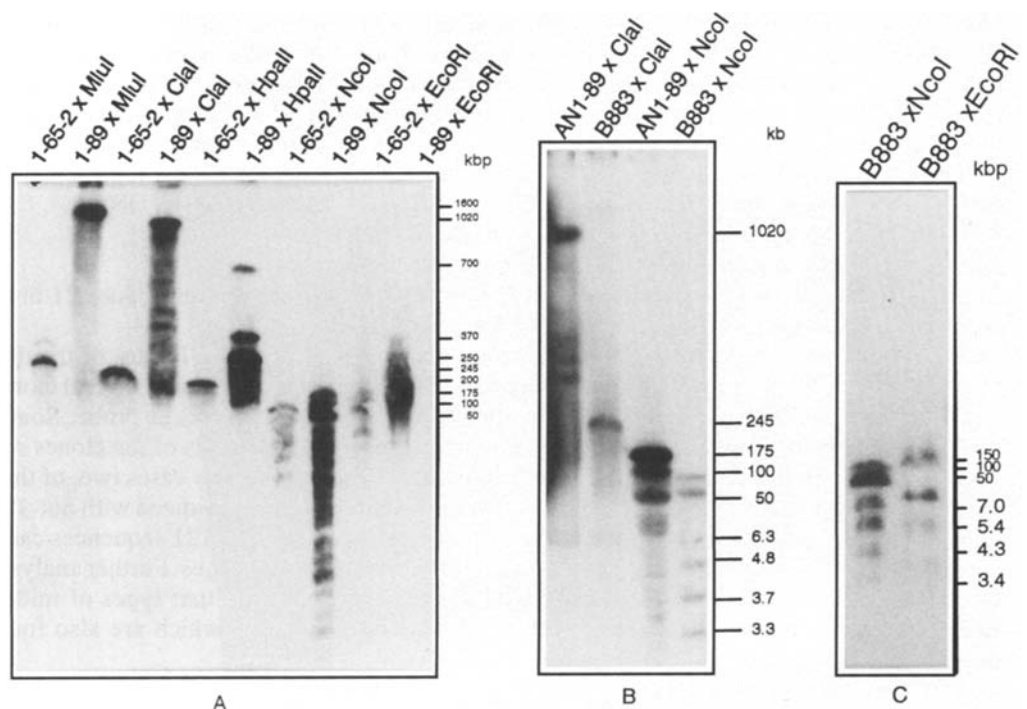 1-65-2 x MluI
1-89 x MluI
1-65-2 x ClaI
1-89 x ClaI
1-65-2 x HpaII
1-89 x HpaII
1-65-2 x NcoI
1-89 x NcoI
1-65-2 x EcoRI
1-89 x EcoRI
kbp
1600
1020
700
370
250
245
200
175
100
50
A
AN1-89 x ClaI
B883 x ClaI
AN1-89 x NcoI
B883 x NcoI
kb
1020
245
175
100
50
6.3
4.8
3.7
3.3
B
B883 xNcoI
B883 xEcoRI
kbp
150
100
50
7.0
5.4
4.3
3.4
C